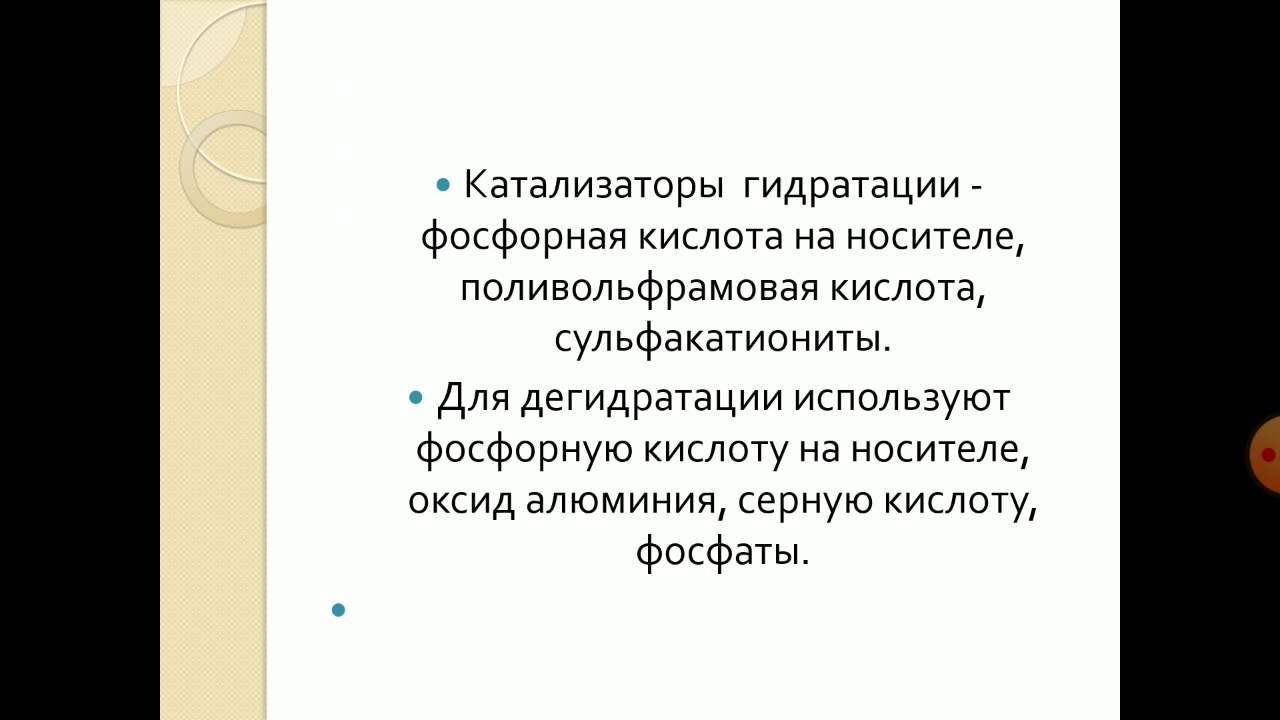 • Катализаторы гидратации -
фосфорная кислота на носителе,
поливольфрамовая кислота,
сульфакатиониты.
• Для дегидратации используют
фосфорную кислоту на носителе,
оксид алюминия, серную кислоту,
фосфаты.
•